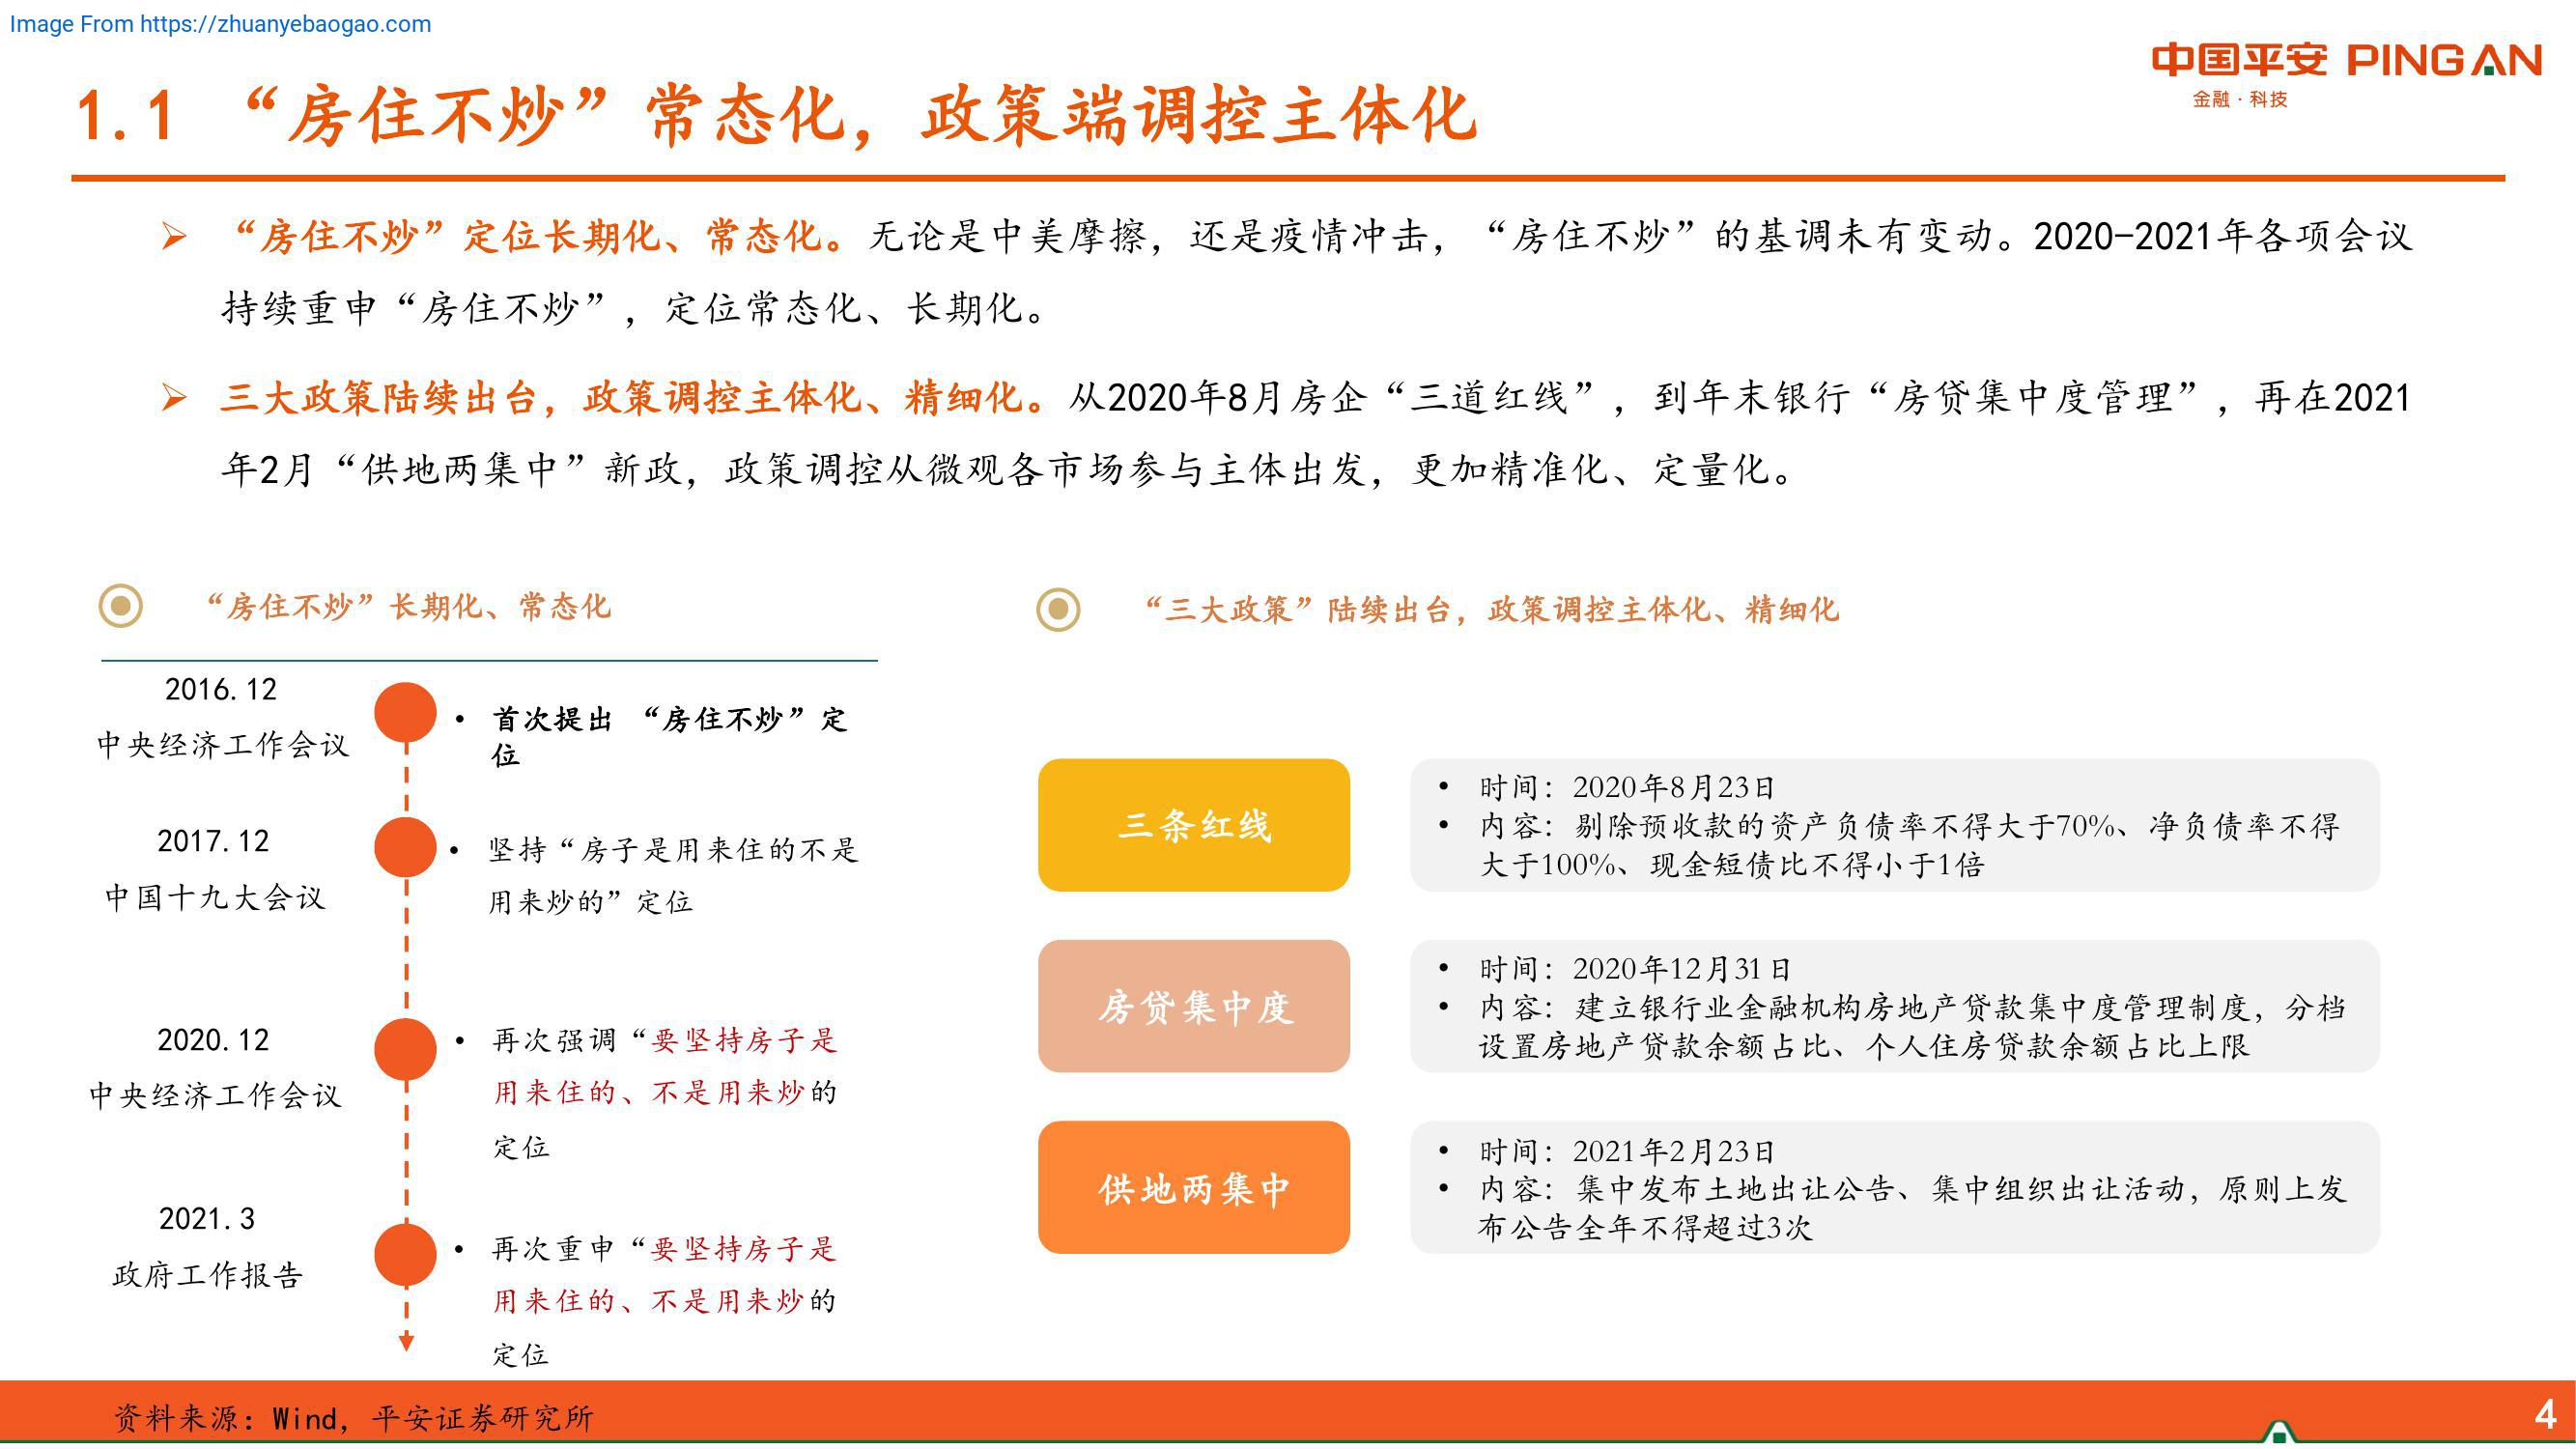 Image From https://zhuanyebaogao.com
中国平安 PINGAN
金融·科技
1.1 “房住不炒”常态化，政策端调控主体化
“房住不炒”定位长期化、常态化。无论是中美摩擦，还是疫情冲击，“房住不炒”的基调未有变动。2020-2021年各项会议
持续重申“房住不炒”，定位常态化、长期化。
三大政策陆续出台，政策调控主体化、精细化。从2020年8月房企“三道红线”，到年末银行“房贷集中度管理”，再在2021
年2月“供地两集中”新政，政策调控从微观各市场参与主体出发，更加精准化、定量化。
“房住不炒”长期化、常态化
2016.12
中央经济工作会议
• 首次提出 “房住不炒”定
位
2017.12
中国十九大会议
• 坚持“房子是用来住的不是
用来炒的”定位
2020.12
中央经济工作会议
• 再次强调“要坚持房子是
用来住的、不是用来炒的
定位
2021.3
政府工作报告
• 再次重申“要坚持房子是
用来住的、不是用来炒的
定位
“三大政策”陆续出台，政策调控主体化、精细化
三条红线
• 时间：2020年8月23日
• 内容：剔除预收款的资产负债率不得大于70%、净负债率不得
大于100%、现金短债比不得小于1倍
房贷集中度
• 时间：2020年12月31日
• 内容：建立银行业金融机构房地产贷款集中度管理制度，分档
设置房地产贷款余额占比、个人住房贷款余额占比上限
供地两集中
• 时间：2021年2月23日
• 内容：集中发布土地出让公告、集中组织出让活动，原则上发
布公告全年不得超过3次
资料来源：Wind，平安证券研究所
4